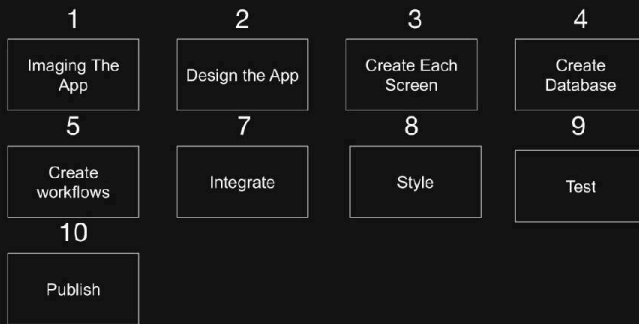 1
2
3
4
Imaging The
App
Design the App
Create Each
Screen
Create
Database
5
7
8
9
Create
workflows
Integrate
Style
Test
10
Publish